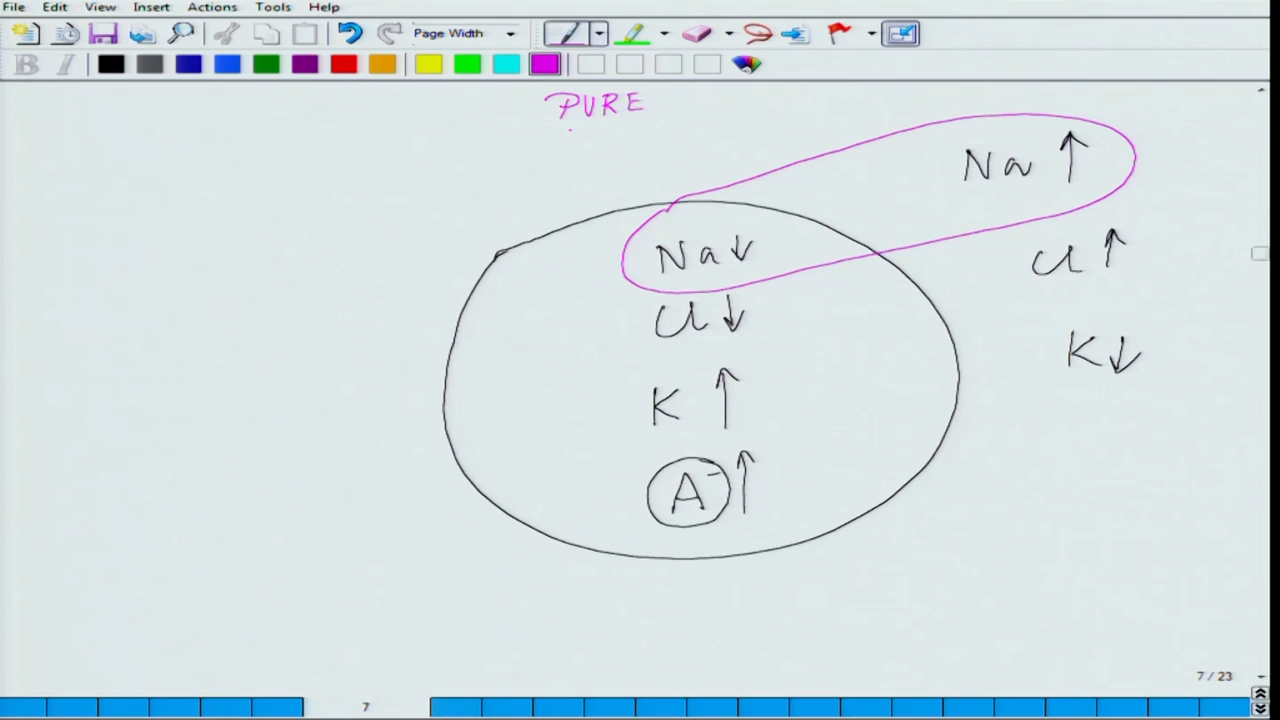 File Edit View Insert Actions Tools Help
Page Width
B I
PURE
Na ↑
Na ↓
Cl ↑
Cl ↓
K ↓
K ↑
A⁻ ↑
7 / 23
7